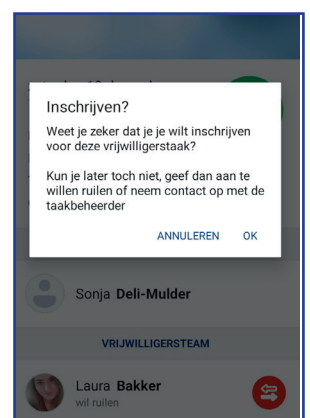 Inschrijven?
Weet je zeker dat je je wilt inschrijven
voor deze vrijwilligerstaak?
Kun je later toch niet, geef dan aan te
willen ruilen of neem contact op met de
taakbeheerder
ANNULEREN OK
Sonja Deli-Mulder
VRIJWILLIGERSTEAM
Laura Bakker
wil ruilen